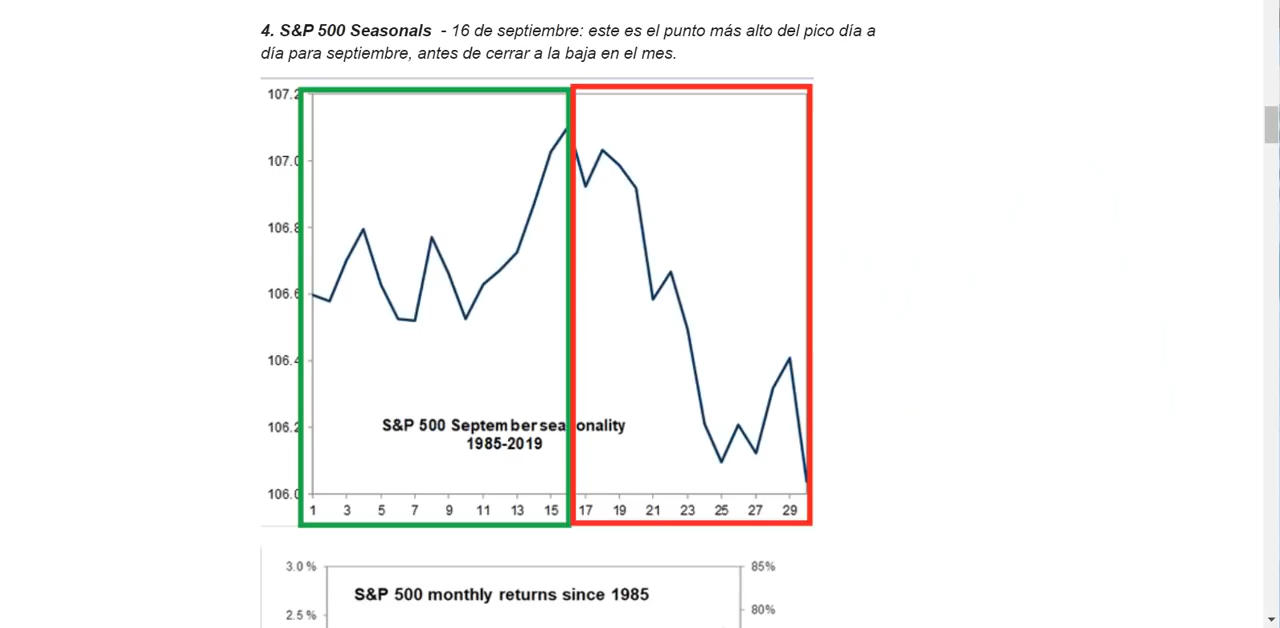 4. S&P 500 Seasonals - 16 de septiembre: este es el punto más alto del pico día a
día para septiembre, antes de cerrar a la baja en el mes.
107.2
107.0
106.8
106.6
106.4
106.2
106.0
S&P 500 September seasonality
1985-2019
1 3 5 7 9 11 13 15 17 19 21 23 25 27 29
3.0 % 85%
S&P 500 monthly returns since 1985
2.5 % 80%